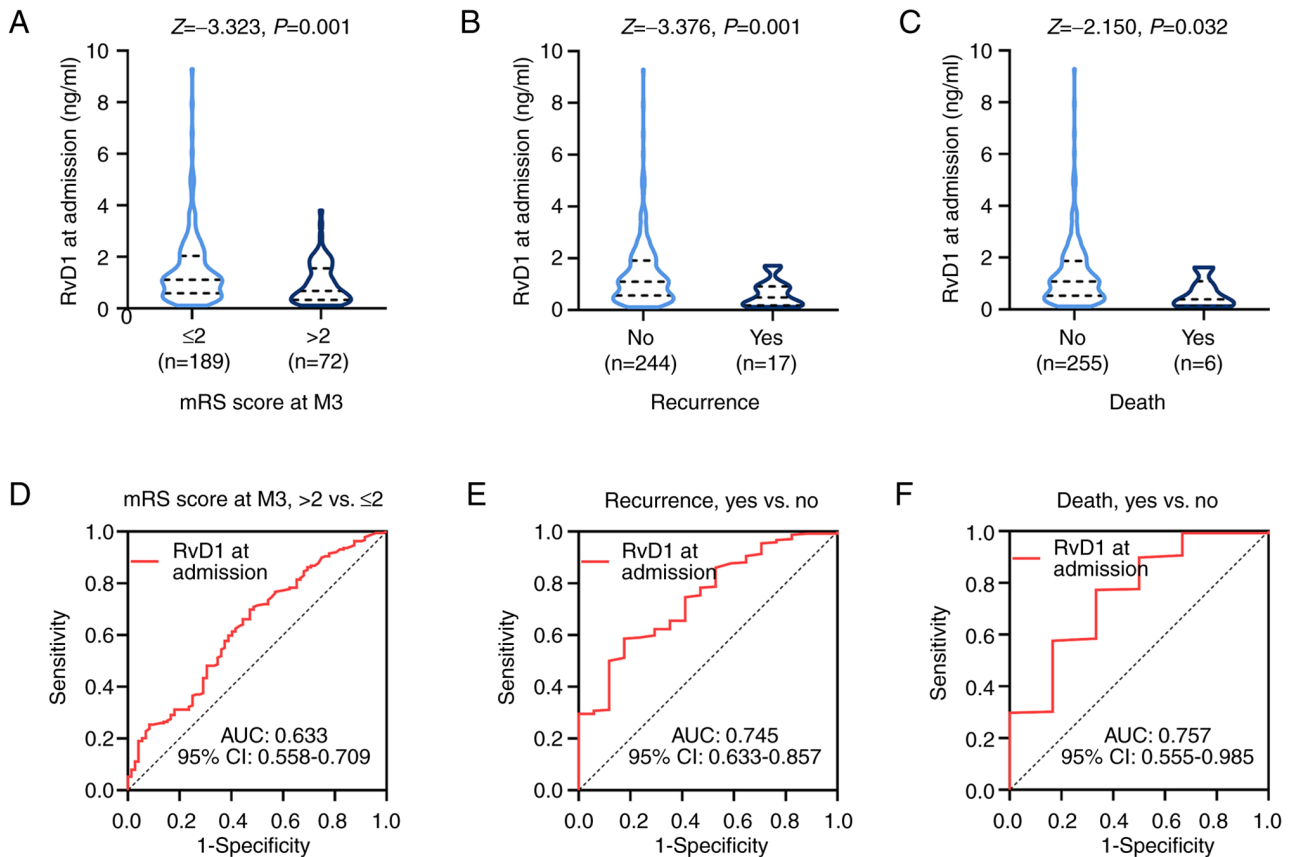 A
Z=–3.323, P=0.001
RvD1 at admission (ng/ml)
10
8
6
4
2
0
0
≤2
(n=189)
>2
(n=72)
mRS score at M3
B
Z=–3.376, P=0.001
RvD1 at admission (ng/ml)
10
8
6
4
2
0
No
(n=244)
Yes
(n=17)
Recurrence
C
Z=–2.150, P=0.032
RvD1 at admission (ng/ml)
10
8
6
4
2
0
No
(n=255)
Yes
(n=6)
Death
D
mRS score at M3, >2 vs. ≤2
Sensitivity
1.0
0.8
0.6
0.4
0.2
0.0
RvD1 at
admission
AUC: 0.633
95% CI: 0.558-0.709
0.0 0.2 0.4 0.6 0.8 1.0
1-Specificity
E
Recurrence, yes vs. no
Sensitivity
1.0
0.8
0.6
0.4
0.2
0.0
RvD1 at
admission
AUC: 0.745
95% CI: 0.633-0.857
0.0 0.2 0.4 0.6 0.8 1.0
1-Specificity
F
Death, yes vs. no
Sensitivity
1.0
0.8
0.6
0.4
0.2
0.0
RvD1 at
admission
AUC: 0.757
95% CI: 0.555-0.985
0.0 0.2 0.4 0.6 0.8 1.0
1-Specificity